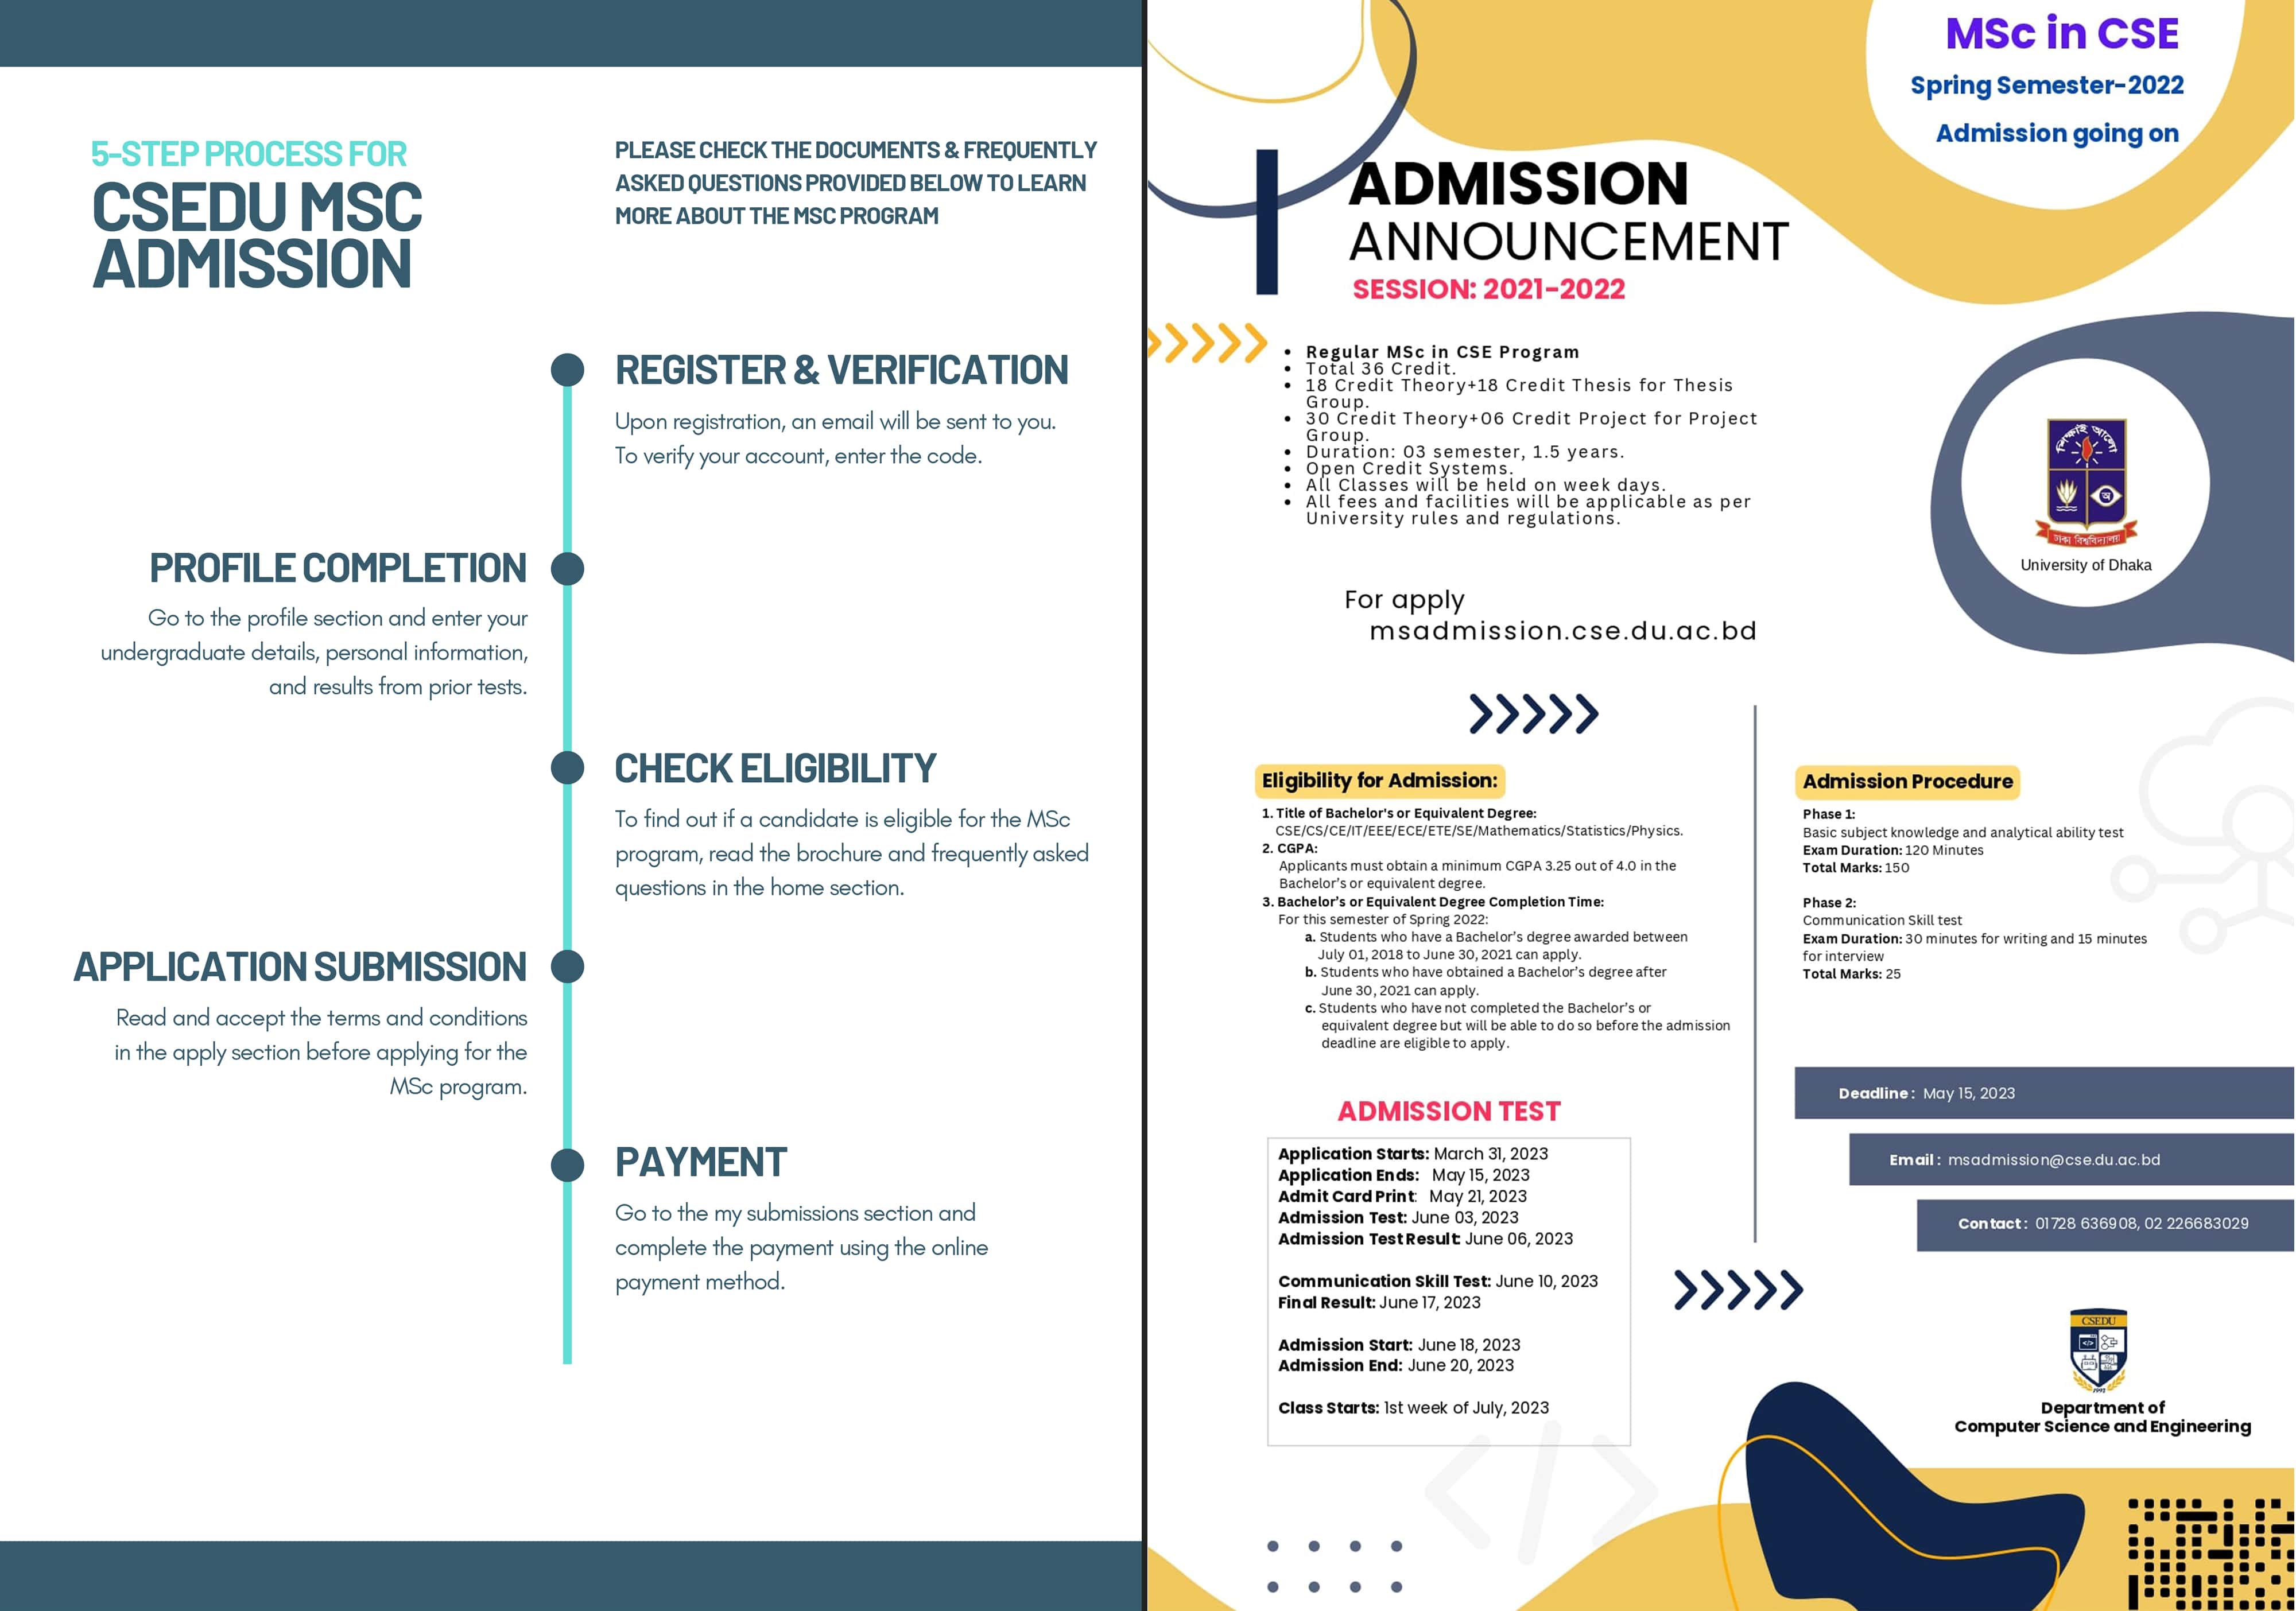 5-STEP PROCESS FOR
CSEDU MSC
ADMISSION
PLEASE CHECK THE DOCUMENTS & FREQUENTLY
ASKED QUESTIONS PROVIDED BELOW TO LEARN
MORE ABOUT THE MSC PROGRAM
REGISTER & VERIFICATION
Upon registration, an email will be sent to you.
To verify your account, enter the code.
PROFILE COMPLETION
Go to the profile section and enter your
undergraduate details, personal information,
and results from prior tests.
CHECK ELIGIBILITY
To find out if a candidate is eligible for the MSc
program, read the brochure and frequently asked
questions in the home section.
APPLICATION SUBMISSION
Read and accept the terms and conditions
in the apply section before applying for the
MSc program.
PAYMENT
Go to the my submissions section and
complete the payment using the online
payment method.
MSc in CSE
Spring Semester-2022
Admission going on
ADMISSION
ANNOUNCEMENT
SESSION: 2021-2022
• Regular MSc in CSE Program
• Total 36 Credit.
• 18 Credit Theory+18 Credit Thesis for Thesis
Group.
• 30 Credit Theory+06 Credit Project for Project
Group.
• Duration: 03 semester, 1.5 years.
• Open Credit Systems.
• All Classes will be held on week days.
• All fees and facilities will be applicable as per
University rules and regulations.
শিক্ষাই আলো
অ
ঢাকা বিশ্ববিদ্যালয়
University of Dhaka
For apply
msadmission.cse.du.ac.bd
Eligibility for Admission:
1. Title of Bachelor's or Equivalent Degree:
CSE/CS/CE/IT/EEE/ECE/ETE/SE/Mathematics/Statistics/Physics.
2. CGPA:
Applicants must obtain a minimum CGPA 3.25 out of 4.0 in the
Bachelor's or equivalent degree.
3. Bachelor's or Equivalent Degree Completion Time:
For this semester of Spring 2022:
a. Students who have a Bachelor's degree awarded between
July 01, 2018 to June 30, 2021 can apply.
b. Students who have obtained a Bachelor's degree after
June 30, 2021 can apply.
c. Students who have not completed the Bachelor's or
equivalent degree but will be able to do so before the admission
deadline are eligible to apply.
Admission Procedure
Phase 1:
Basic subject knowledge and analytical ability test
Exam Duration: 120 Minutes
Total Marks: 150
Phase 2:
Communication Skill test
Exam Duration: 30 minutes for writing and 15 minutes
for interview
Total Marks: 25
Deadline : May 15, 2023
Email : msadmission@cse.du.ac.bd
Contact : 01728 636908, 02 226683029
ADMISSION TEST
Application Starts: March 31, 2023
Application Ends: May 15, 2023
Admit Card Print: May 21, 2023
Admission Test: June 03, 2023
Admission Test Result: June 06, 2023
Communication Skill Test: June 10, 2023
Final Result: June 17, 2023
Admission Start: June 18, 2023
Admission End: June 20, 2023
Class Starts: 1st week of July, 2023
CSEDU
1992
Department of
Computer Science and Engineering